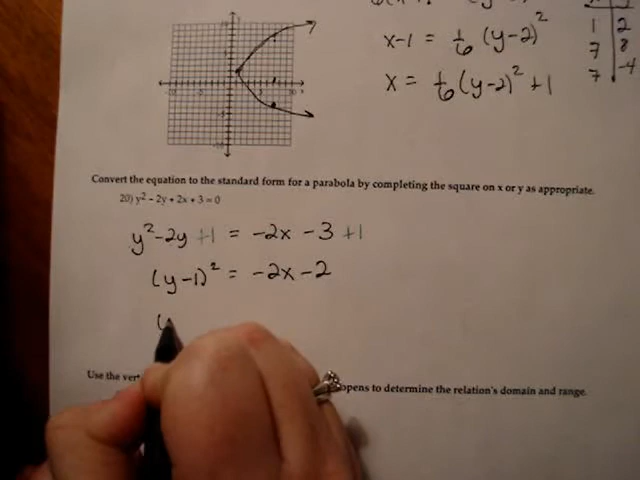 x-1 = 1/6 (y-2)²
x = 1/6 (y-2)² +1
1 2
7 8
7 -4
Convert the equation to the standard form for a parabola by completing the square on x or y as appropriate.
20) y² - 2y + 2x + 3 = 0
y² -2y +1 = -2x -3 +1
(y-1)² = -2x -2
(
Use the vert
opens to determine the relation's domain and range.